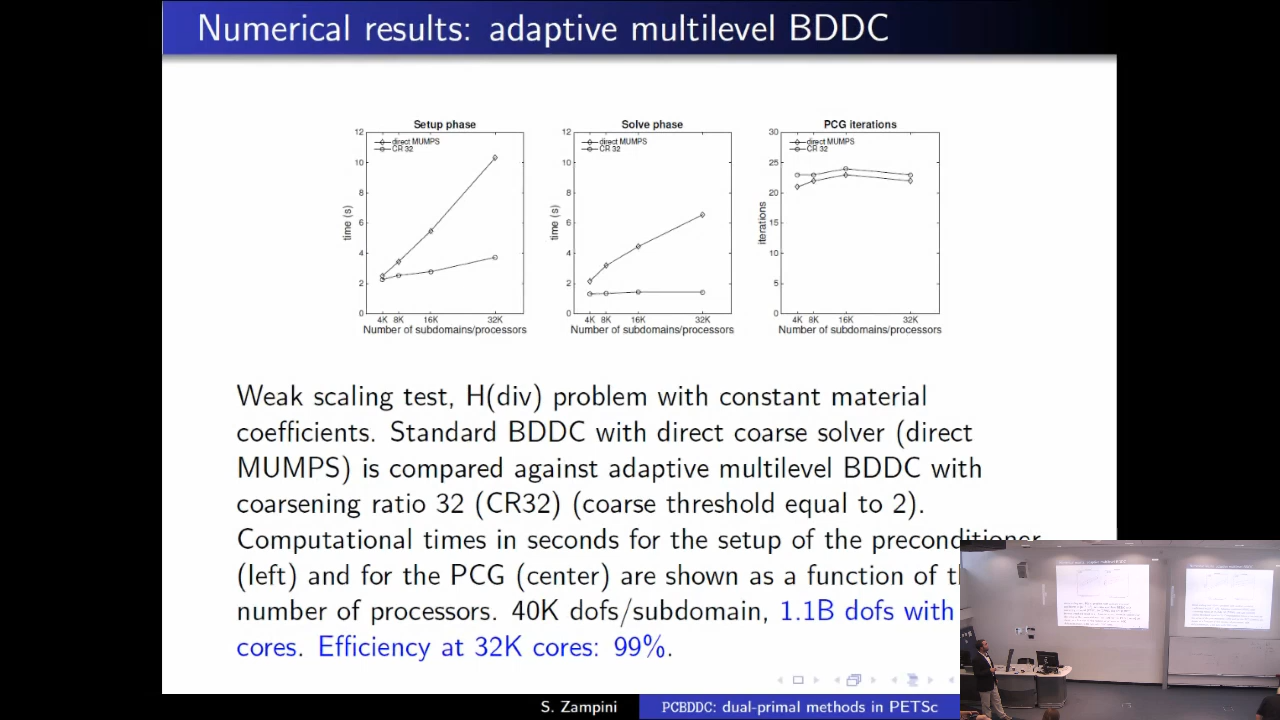 Numerical results: adaptive multilevel BDDC
Setup phase
Solve phase
PCG iterations
direct MUMPS
CR 32
direct MUMPS
CR 32
direct MUMPS
CR 32
12
10
8
6
4
2
0
time (s)
4K 8K 16K 32K
Number of subdomains/processors
12
10
8
6
4
2
0
time (s)
4K 8K 16K 32K
Number of subdomains/processors
30
25
20
15
10
5
0
iterations
4K 8K 16K 32K
Number of subdomains/processors
Weak scaling test, H(div) problem with constant material
coefficients. Standard BDDC with direct coarse solver (direct
MUMPS) is compared against adaptive multilevel BDDC with
coarsening ratio 32 (CR32) (coarse threshold equal to 2).
Computational times in seconds for the setup of the preconditioner
(left) and for the PCG (center) are shown as a function of
number of processors. 40K dofs/subdomain, 1.1B dofs with
cores. Efficiency at 32K cores: 99%.
S. Zampini
PCBDDC: dual-primal methods in PETSc